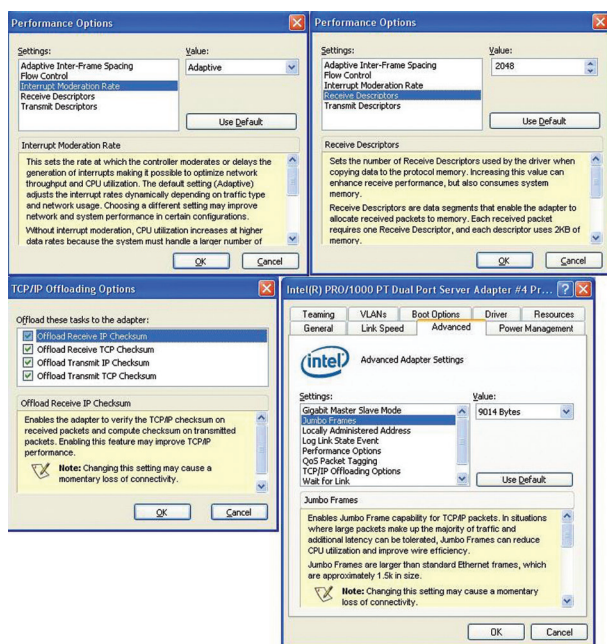 Performance Options
Settings:
Value:
Adaptive Inter-Frame Spacing
Flow Control
Interrupt Moderation Rate
Receive Descriptors
Transmit Descriptors
Adaptive
Use Default
Interrupt Moderation Rate
This sets the rate at which the controller moderates or delays the
generation of interrupts making it possible to optimize network
throughput and CPU utilization. The default setting (Adaptive)
adjusts the interrupt rates dynamically depending on traffic type
and network usage. Choosing a different setting may improve
network and system performance in certain configurations.
Without interrupt moderation, CPU utilization increases at higher
data rates because the system must handle a larger number of
OK
Cancel
Performance Options
Settings:
Value:
Adaptive Inter-Frame Spacing
Flow Control
Interrupt Moderation Rate
Receive Descriptors
Transmit Descriptors
2048
Use Default
Receive Descriptors
Sets the number of Receive Descriptors used by the driver when
copying data to the protocol memory. Increasing this value can
enhance receive performance, but also consumes system
memory.
Receive Descriptors are data segments that enable the adapter to
allocate received packets to memory. Each received packet
requires one Receive Descriptor, and each descriptor uses 2KB of
memory.
OK
Cancel
TCP/IP Offloading Options
Offload these tasks to the adapter:
Offload Receive IP Checksum
Offload Receive TCP Checksum
Offload Transmit IP Checksum
Offload Transmit TCP Checksum
Offload Receive IP Checksum
Enables the adapter to verify the TCP/IP checksum on
received packets and compute checksum on transmitted
packets. Enabling this feature may improve TCP/IP
performance.
Note: Changing this setting may cause a
momentary loss of connectivity.
OK
Cancel
Intel(R) PRO/1000 PT Dual Port Server Adapter #4 Pr...
Teaming
VLANs
Boot Options
Driver
Resources
General
Link Speed
Advanced
Power Management
intel
Advanced Adapter Settings
Settings:
Value:
Gigabit Master Slave Mode
Jumbo Frames
Locally Administered Address
Log Link State Event
Performance Options
QoS Packet Tagging
TCP/IP Offloading Options
Wait for Link
9014 Bytes
Use Default
Jumbo Frames
Enables Jumbo Frame capability for TCP/IP packets. In situations
where large packets make up the majority of traffic and
additional latency can be tolerated, Jumbo Frames can reduce
CPU utilization and improve wire efficiency.
Jumbo Frames are larger than standard Ethernet frames, which
are approximately 1.5k in size.
Note: Changing this setting may cause a momentary
loss of connectivity.
OK
Cancel